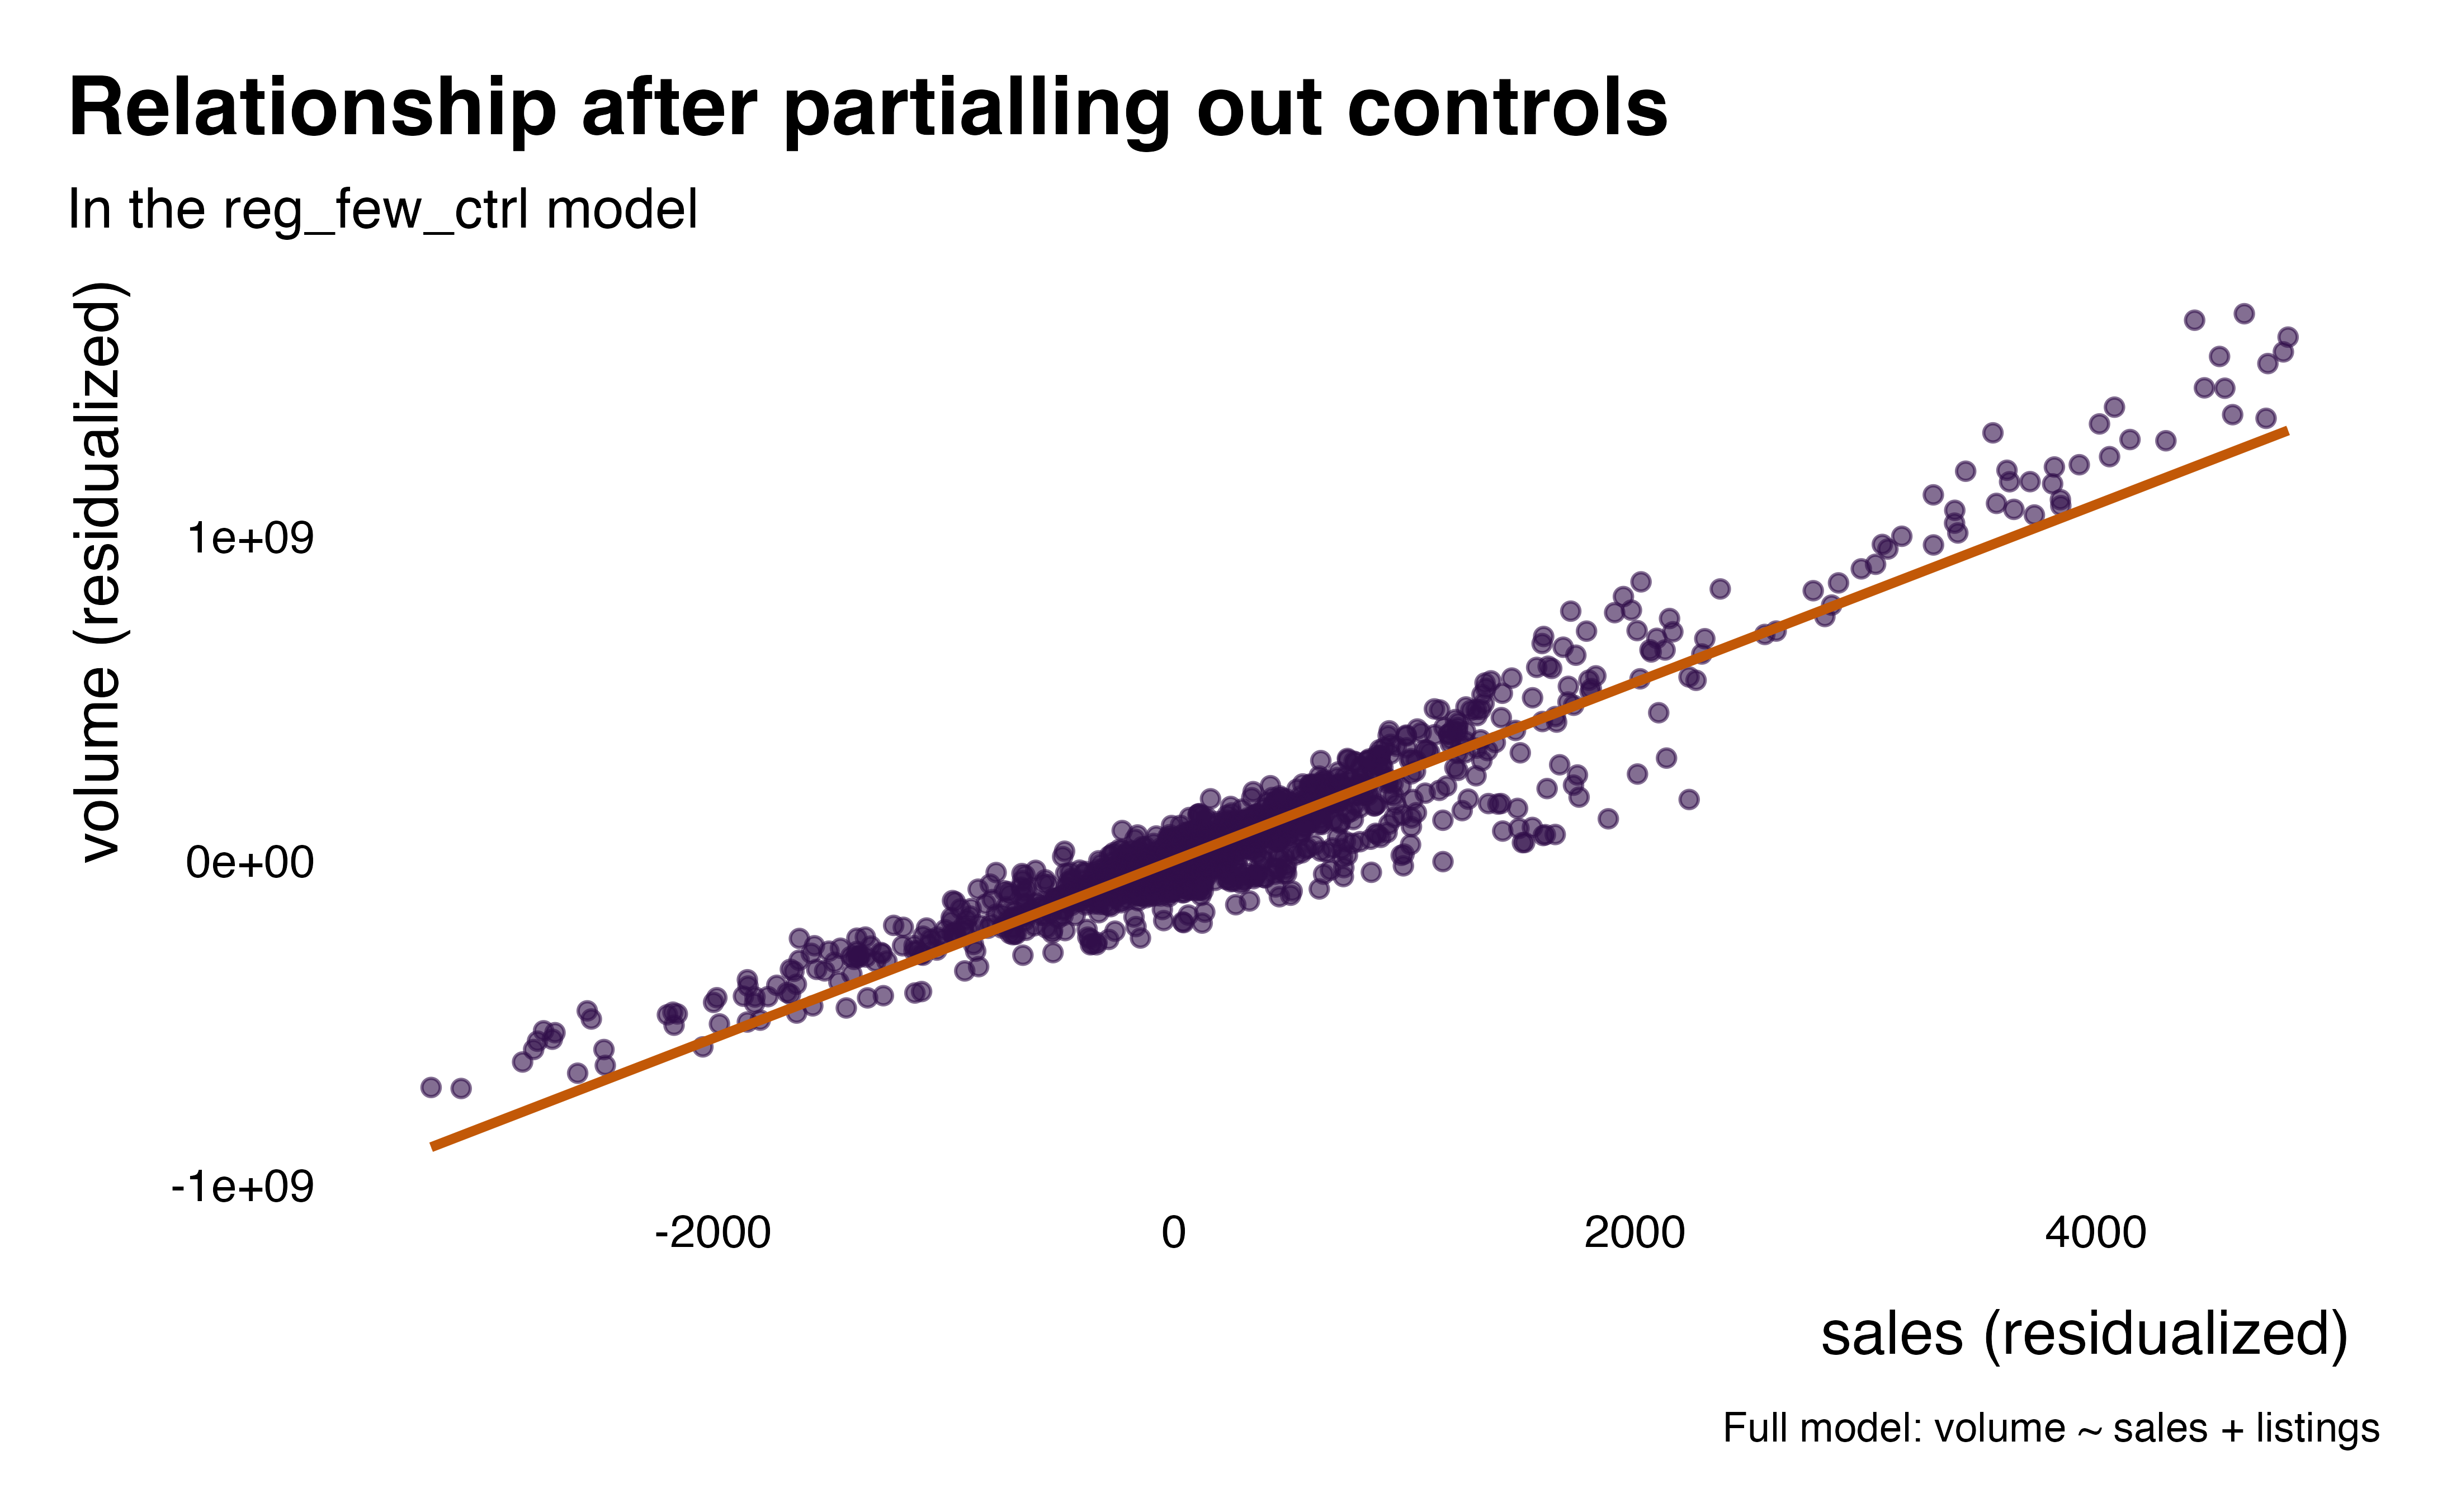 Relationship after partialling out controls
In the reg_few_ctrl model
volume (residualized)
1e+09
0e+00
-1e+09
-2000
0
2000
4000
sales (residualized)
Full model: volume ~ sales + listings